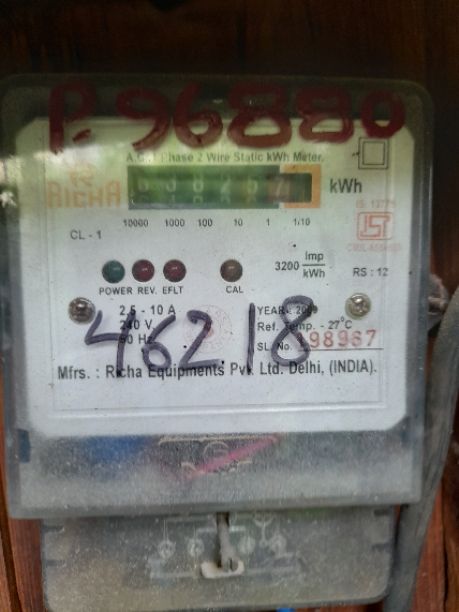 P-96880
A.C. Phase 2 Wire Static kWh Meter.
RICHA
kWh
IS 13779
ISI
10000 1000 100 10 1 1/10
CL - 1
3200 Imp/kWh
RS : 12
POWER REV. EFLT CAL
2.5 - 10 A
240 V
50 Hz
46218
YEAR
Ref. Temp. - 27°C
SL. No. 98967
Mfrs. : Richa Equipments Pvt. Ltd. Delhi, (INDIA).